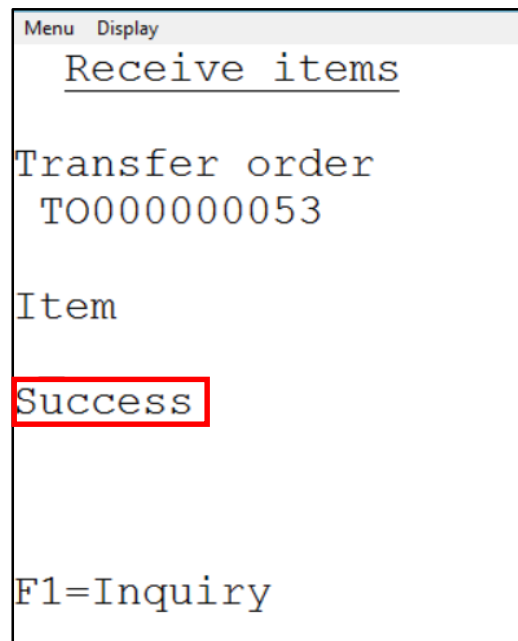 Menu Display
Receive items
Transfer order
TO000000053
Item
Success
F1=Inquiry